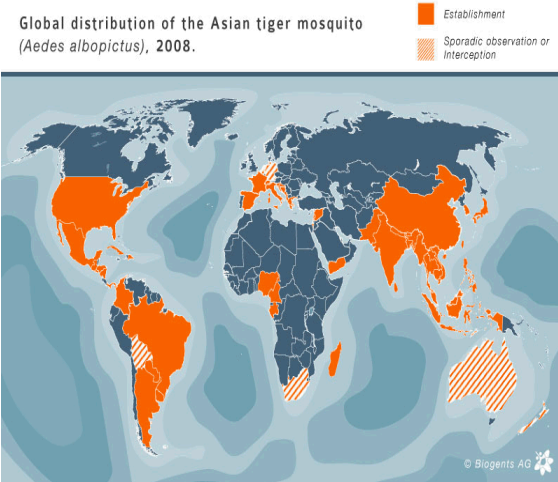 Global distribution of the Asian tiger mosquito
(Aedes albopictus), 2008.
Establishment
Sporadic observation or
Interception
© Biogents AG